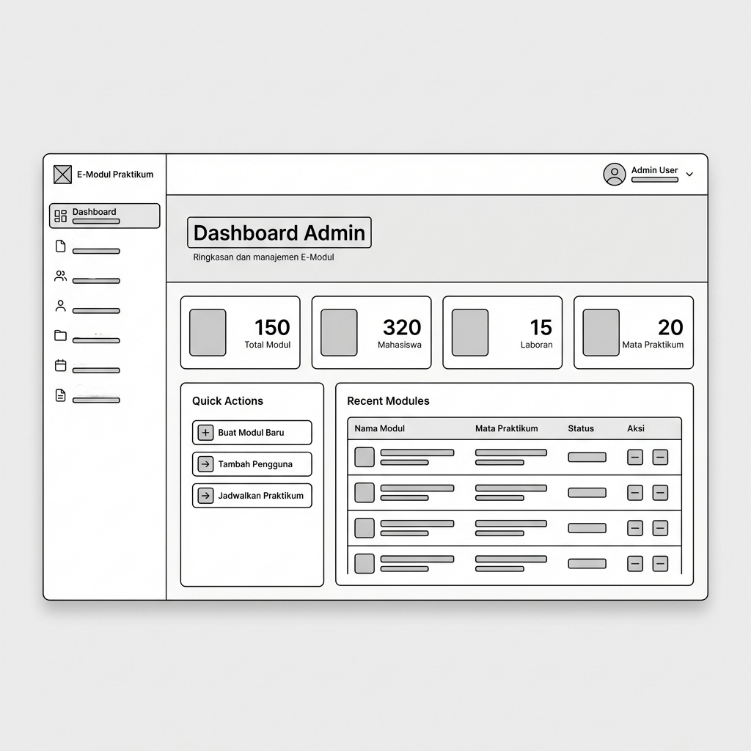 E-Modul Praktikum
Admin User
Dashboard
Dashboard Admin
Ringkasan dan manajemen E-Modul
150
Total Modul
320
Mahasiswa
15
Laboran
20
Mata Praktikum
Quick Actions
Buat Modul Baru
Tambah Pengguna
Jadwalkan Praktikum
Recent Modules
Nama Modul Mata Praktikum Status Aksi